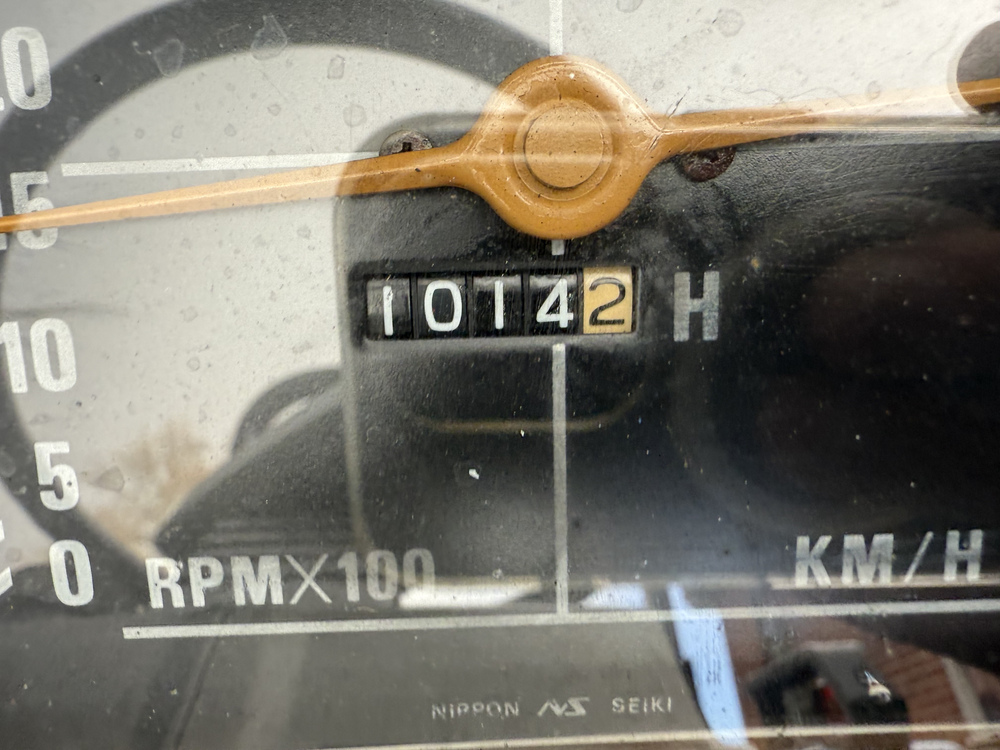 20
15
10142 H
10
5
0
RPMX100
KM/H
NIPPON NS SEIKI